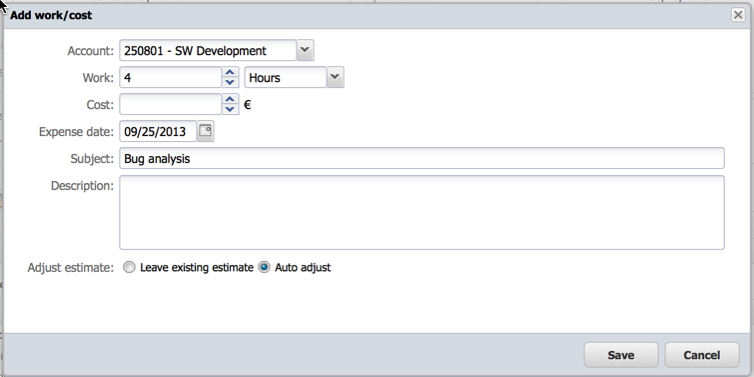 Add work/cost
Account: 250801 - SW Development
Work: 4 Hours
Cost: €
Expense date: 09/25/2013
Subject: Bug analysis
Description:
Adjust estimate: Leave existing estimate Auto adjust
Save Cancel